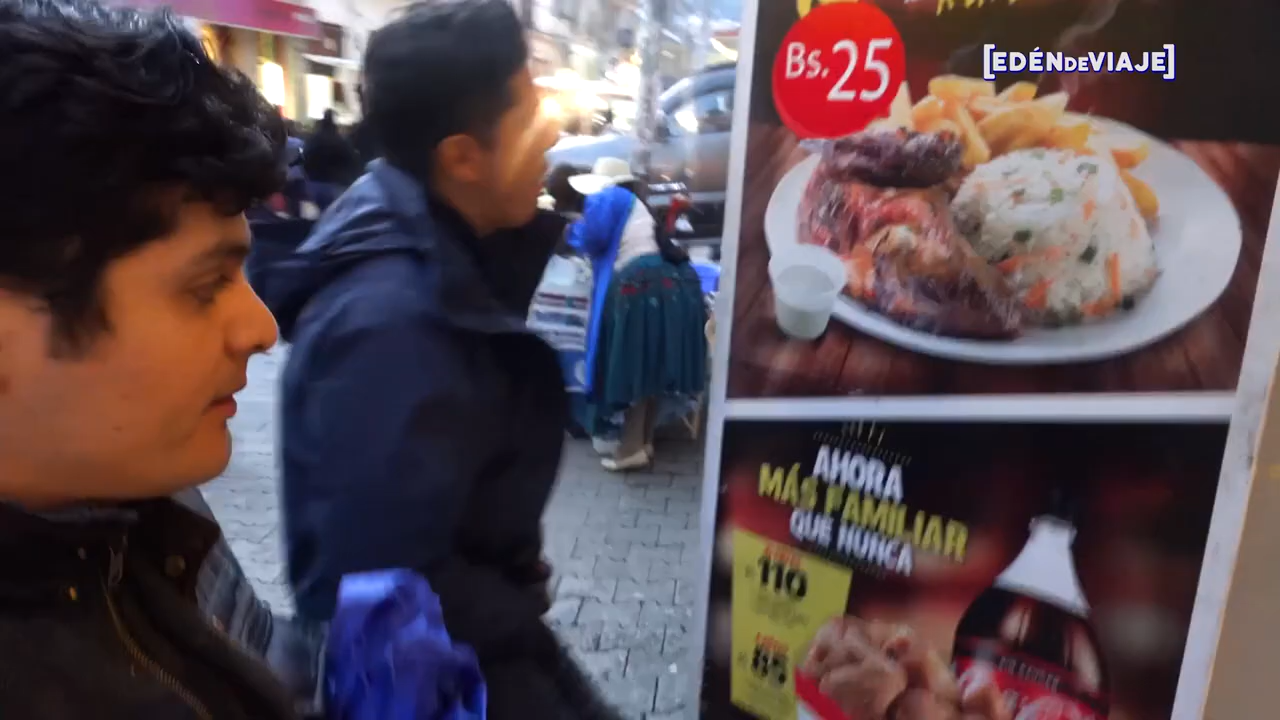 [EDÉNDEVIAJE]
Bs.25
AHORA
MÁS FAMILIAR
QUE NUNCA
110
85